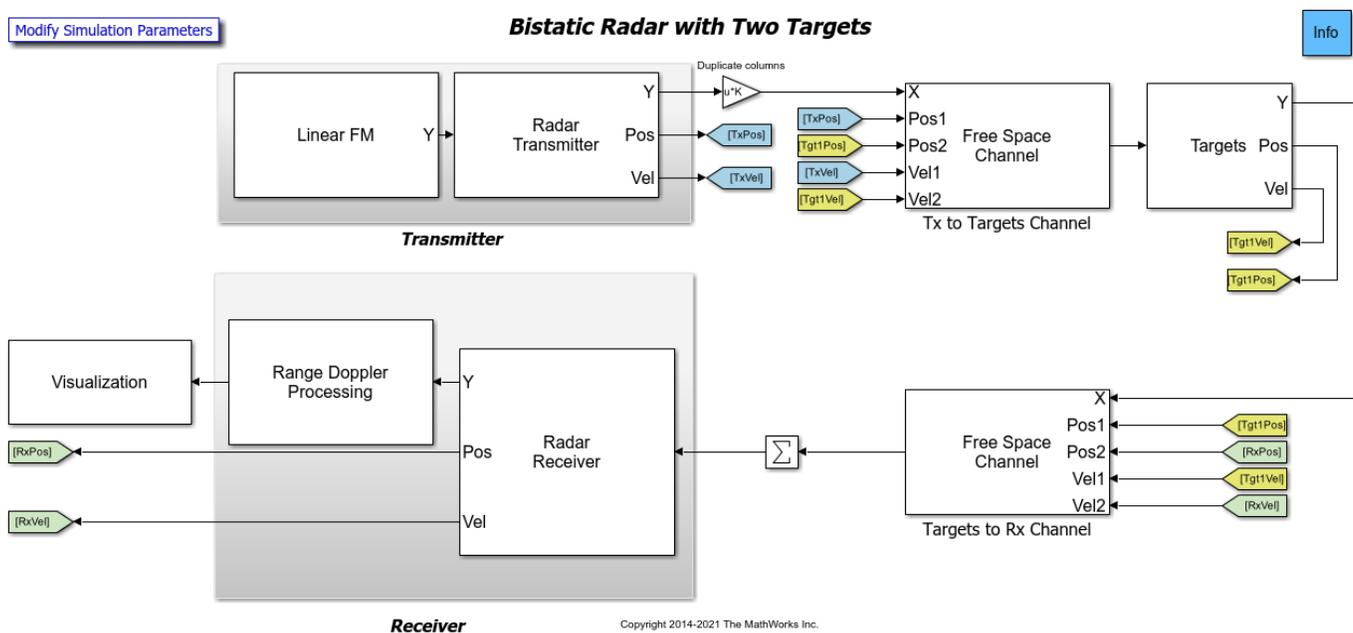 Modify Simulation Parameters
Bistatic Radar with Two Targets
Info
Linear FM
Y
Radar
Transmitter
Y
Pos
Vel
Transmitter
Duplicate columns
u*K
[TxPos]
[TxVel]
[TxPos]
[Tgt1Pos]
[TxVel]
[Tgt1Vel]
X
Pos1
Pos2
Vel1
Vel2
Free Space
Channel
Tx to Targets Channel
Targets
Y
Pos
Vel
[Tgt1Vel]
[Tgt1Pos]
Visualization
[RxPos]
[RxVel]
Range Doppler
Processing
Y
Pos
Vel
Radar
Receiver
Receiver
Σ
Free Space
Channel
X
Pos1
Pos2
Vel1
Vel2
Targets to Rx Channel
[Tgt1Pos]
[RxPos]
[Tgt1Vel]
[RxVel]
Copyright 2014-2021 The MathWorks Inc.